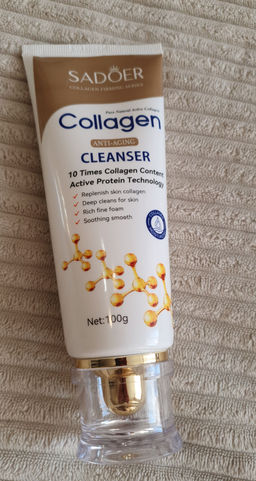 SADOER
COLLAGEN FIRMING SERIES
Pure Natural Active Collagen
Collagen
ANTI-AGING
CLEANSER
10 Times Collagen Content
Active Protein Technology
Replenish skin collagen
Deep cleans for skin
Rich fine foam
Soothing smooth
Net:100g